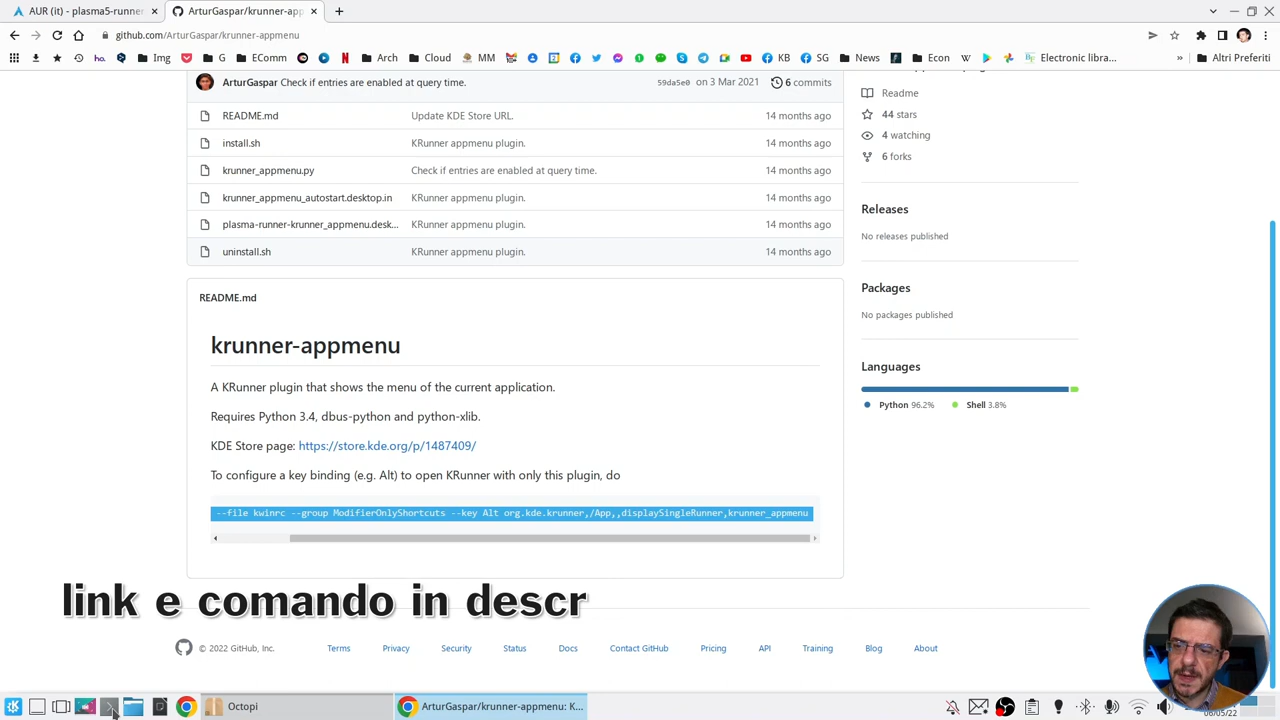 AUR (it) - plasma5-runner
ArturGaspar/krunner-app
github.com/ArturGaspar/krunner-appmenu
Img
G
EComm
Arch
Cloud
MM
KB
SG
News
Econ
Electronic libra...
»
Altri Preferiti
ArturGaspar Check if entries are enabled at query time.
59da5e0 on 3 Mar 2021
6 commits
README.md
Update KDE Store URL.
14 months ago
install.sh
KRunner appmenu plugin.
14 months ago
krunner_appmenu.py
Check if entries are enabled at query time.
14 months ago
krunner_appmenu_autostart.desktop.in
KRunner appmenu plugin.
14 months ago
plasma-runner-krunner_appmenu.desk...
KRunner appmenu plugin.
14 months ago
uninstall.sh
KRunner appmenu plugin.
14 months ago
Readme
44 stars
4 watching
6 forks
Releases
No releases published
Packages
No packages published
Languages
Python 96.2%
Shell 3.8%
README.md
krunner-appmenu
A KRunner plugin that shows the menu of the current application.
Requires Python 3.4, dbus-python and python-xlib.
KDE Store page: https://store.kde.org/p/1487409/
To configure a key binding (e.g. Alt) to open KRunner with only this plugin, do
--file kwinrc --group ModifierOnlyShortcuts --key Alt org.kde.krunner,/App,,displaySingleRunner,krunner_appmenu
link e comando in descr
© 2022 GitHub, Inc.
Terms
Privacy
Security
Status
Docs
Contact GitHub
Pricing
API
Training
Blog
About
Octopi
ArturGaspar/krunner-appmenu: K...
06/05/22